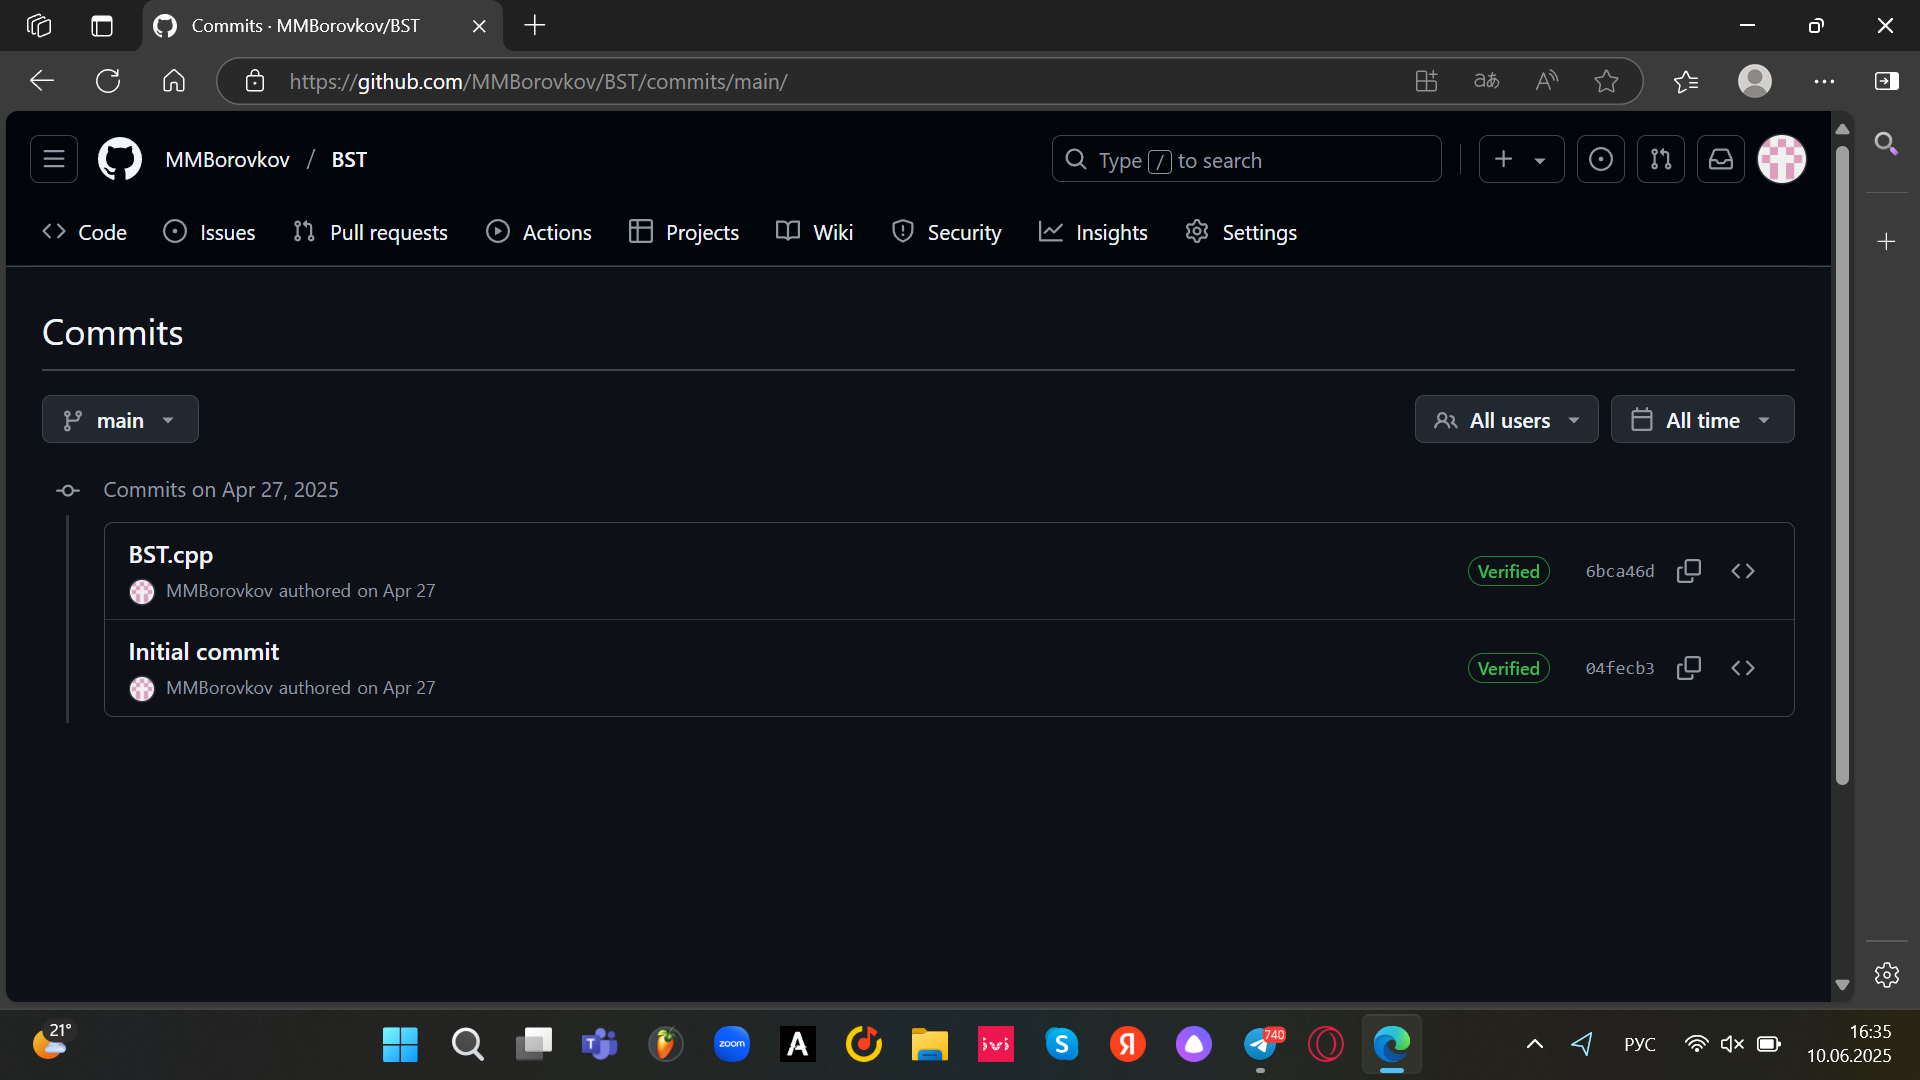 Commits · MMBorovkov/BST
https://github.com/MMBorovkov/BST/commits/main/
MMBorovkov / BST
Type / to search
Code Issues Pull requests Actions Projects Wiki Security Insights Settings
Commits
main
All users
All time
Commits on Apr 27, 2025
BST.cpp
MMBorovkov authored on Apr 27
Verified
6bca46d
Initial commit
MMBorovkov authored on Apr 27
Verified
04fecb3
21°
zoom
ivi
740
РУС
16:35
10.06.2025